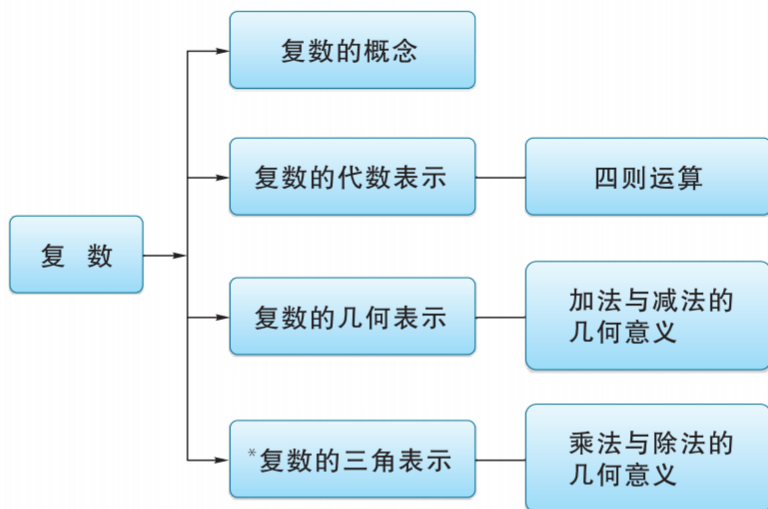 复数的概念
复数的代数表示
四则运算
复 数
复数的几何表示
加法与减法的
几何意义
*复数的三角表示
乘法与除法的
几何意义